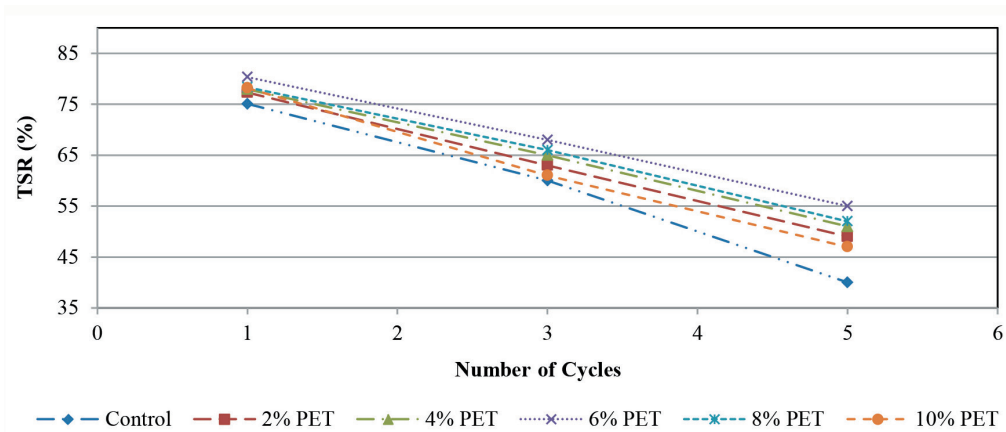 85
75
65
55
45
35
TSR (%)
0 1 2 3 4 5 6
Number of Cycles
Control 2% PET 4% PET 6% PET 8% PET 10% PET